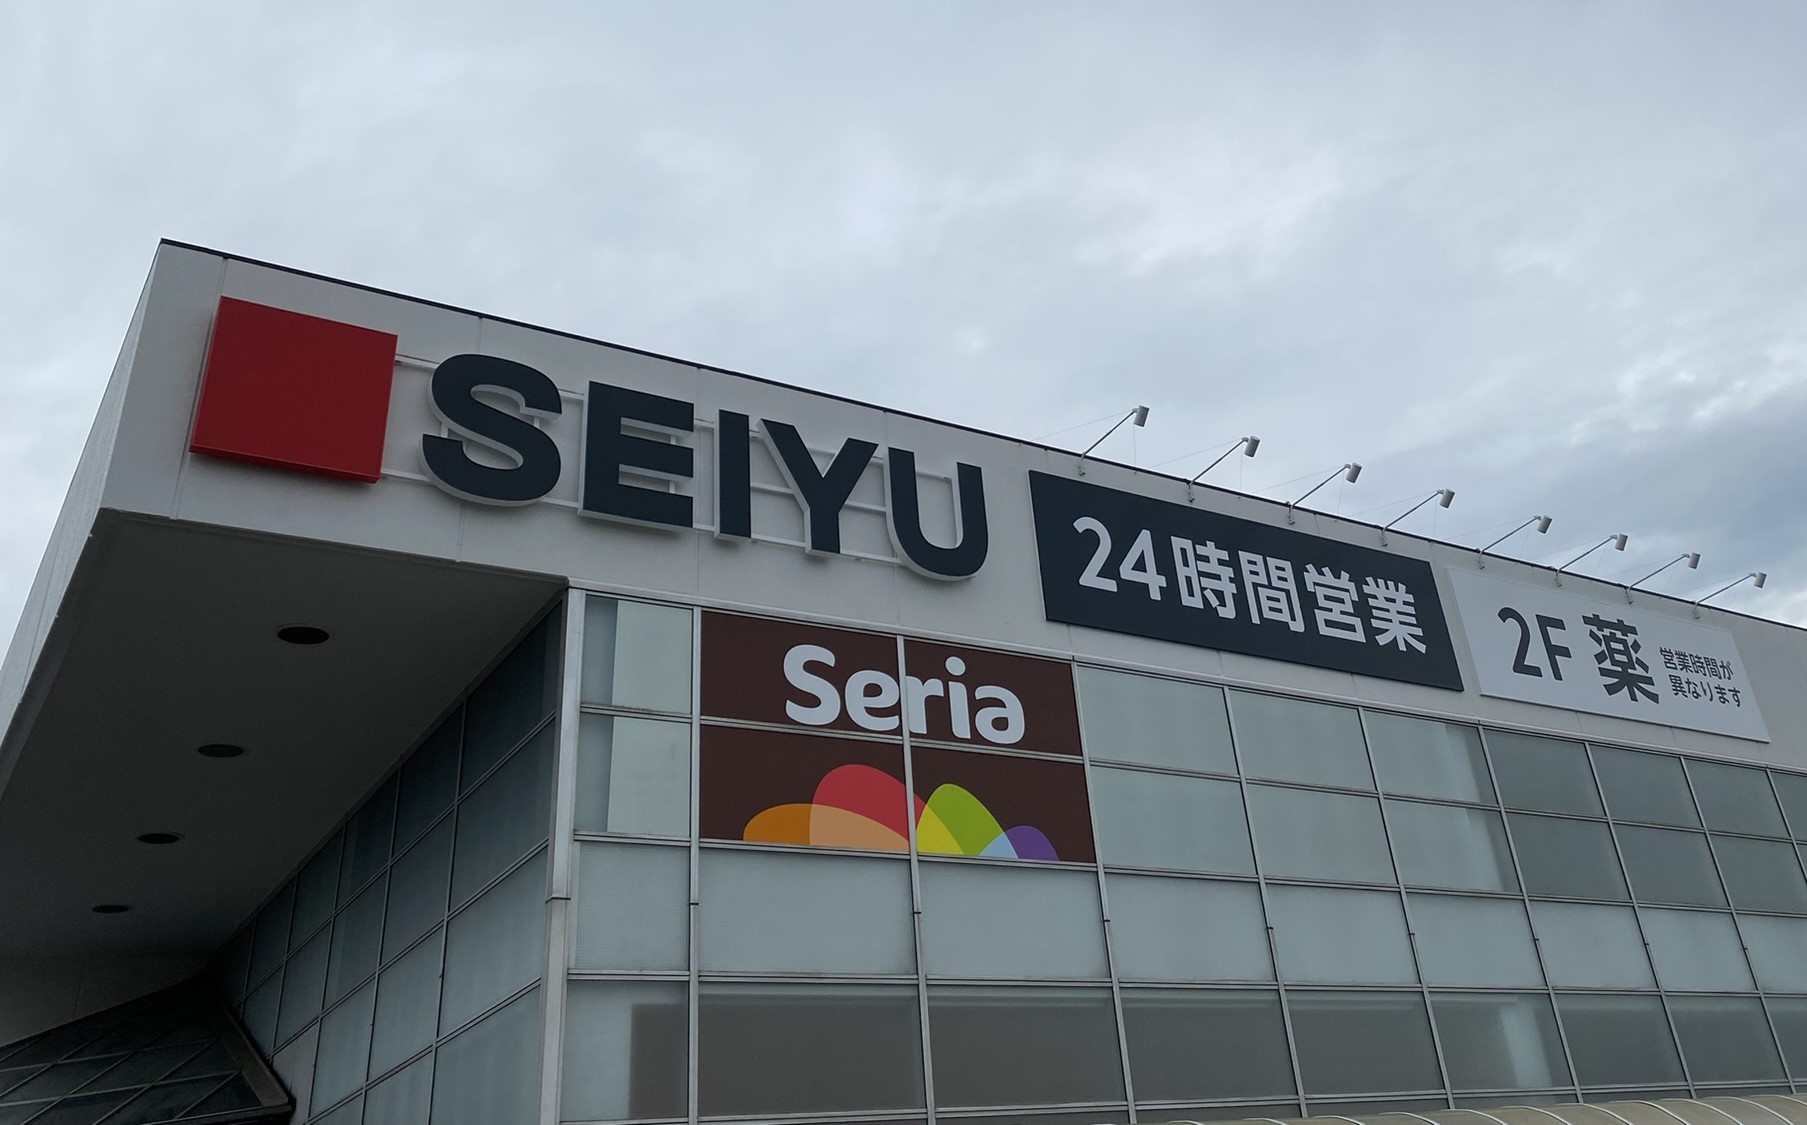 SEIYU
24時間営業
2F 薬
営業時間が
異なります
Seria